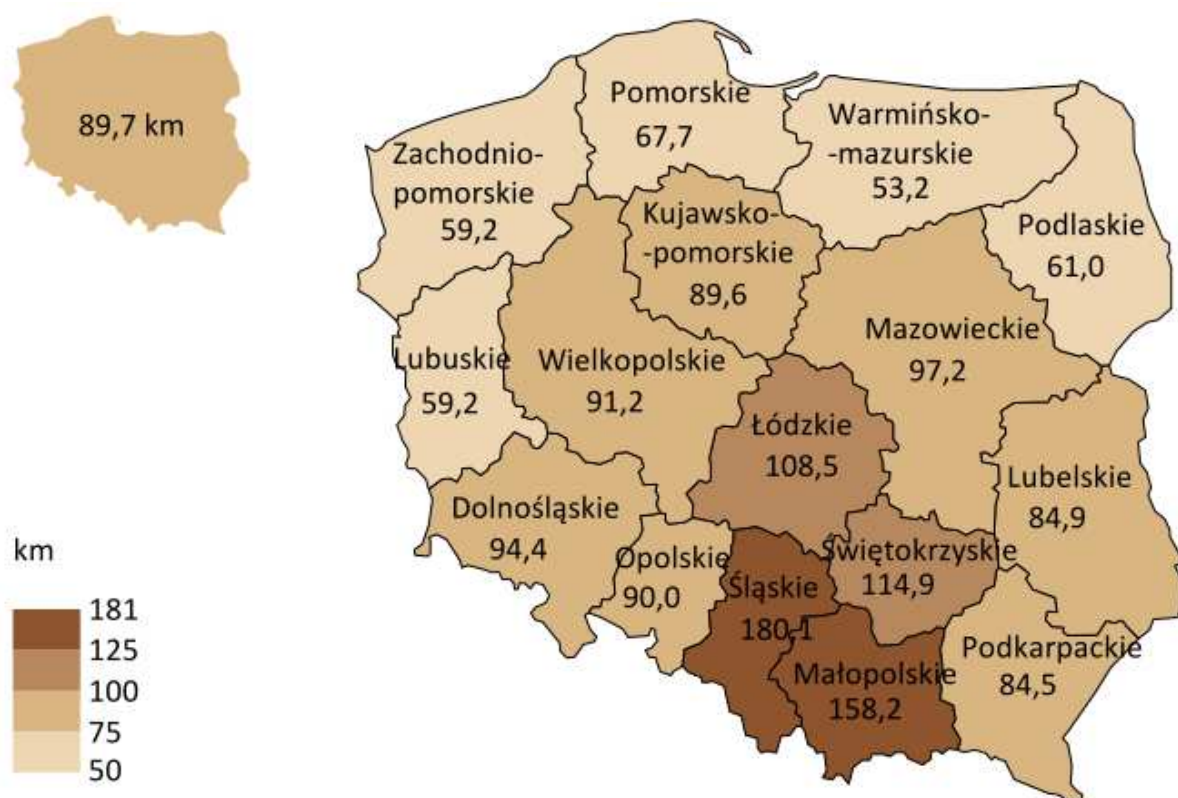 89,7 km
Pomorskie
67,7
Warmińsko-
-mazurskie
53,2
Zachodnio-
pomorskie
59,2
Kujawsko-
-pomorskie
89,6
Podlaskie
61,0
Mazowieckie
97,2
Lubuskie
59,2
Wielkopolskie
91,2
Łódzkie
108,5
Lubelskie
84,9
Dolnośląskie
94,4
Opolskie
90,0
Śląskie
180,1
Świętokrzyskie
114,9
Małopolskie
158,2
Podkarpackie
84,5
km
181
125
100
75
50